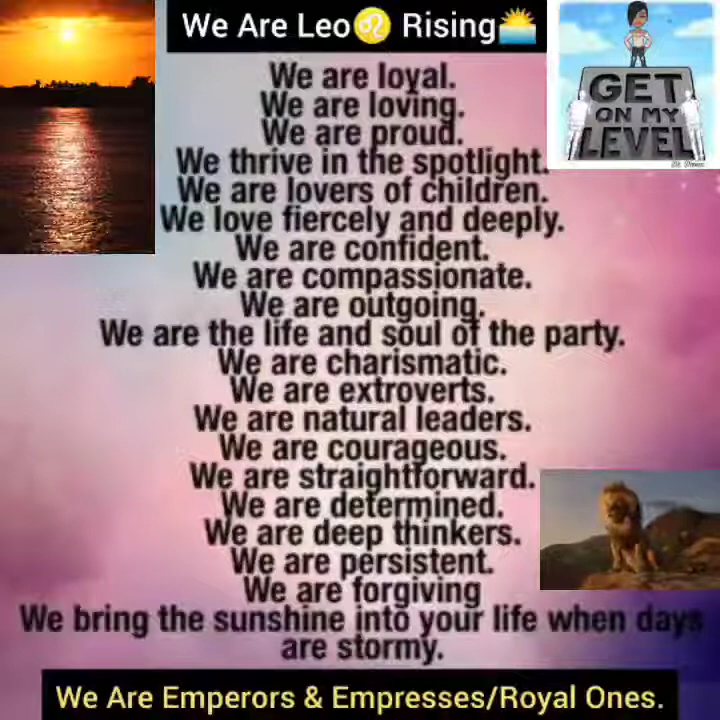 We Are Leo♌ Rising🌅
GET
ON MY
LEVEL
We are loyal.
We are loving.
We are proud.
We thrive in the spotlight.
We are lovers of children.
We love fiercely and deeply.
We are confident.
We are compassionate.
We are outgoing.
We are the life and soul of the party.
We are charismatic.
We are extroverts.
We are natural leaders.
We are courageous.
We are straightforward.
We are determined.
We are deep thinkers.
We are persistent.
We are forgiving
We bring the sunshine into your life when days
are stormy.
We Are Emperors & Empresses/Royal Ones.